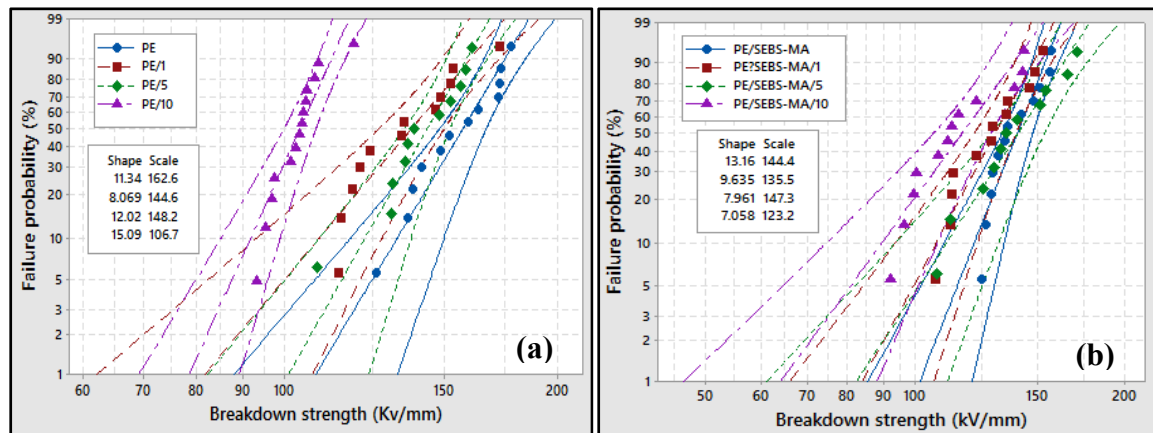 Failure probability (%)
99
90
80
70
60
50
40
30
20
10
5
3
2
1
PE
PE/1
PE/5
PE/10
Shape Scale
11.34 162.6
8.069 144.6
12.02 148.2
15.09 106.7
(a)
60 70 80 90 100 150 200
Breakdown strength (Kv/mm)
Failure probability (%)
99
90
80
70
60
50
40
30
20
10
5
3
2
1
PE/SEBS-MA
PE?SEBS-MA/1
PE/SEBS-MA/5
PE/SEBS-MA/10
Shape Scale
13.16 144.4
9.635 135.5
7.961 147.3
7.058 123.2
(b)
50 60 70 80 90 100 150 200
Breakdown strength (kV/mm)